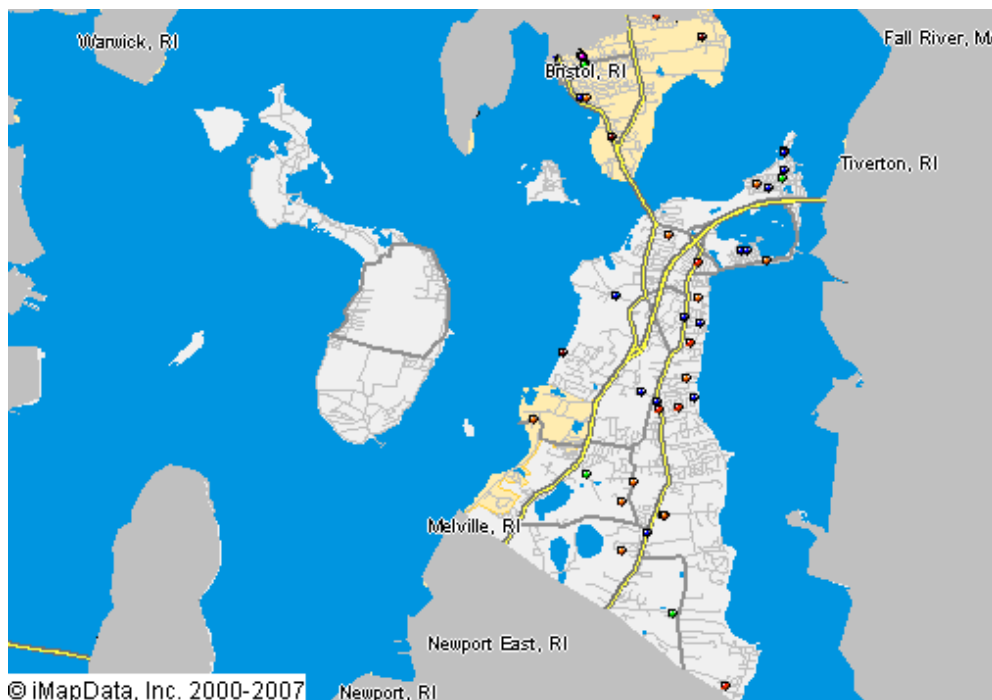 Warwick, RI
Fall River, MA
Bristol, RI
Tiverton, RI
Melville, RI
Newport East, RI
© iMapData, Inc. 2000-2007
Newport, RI